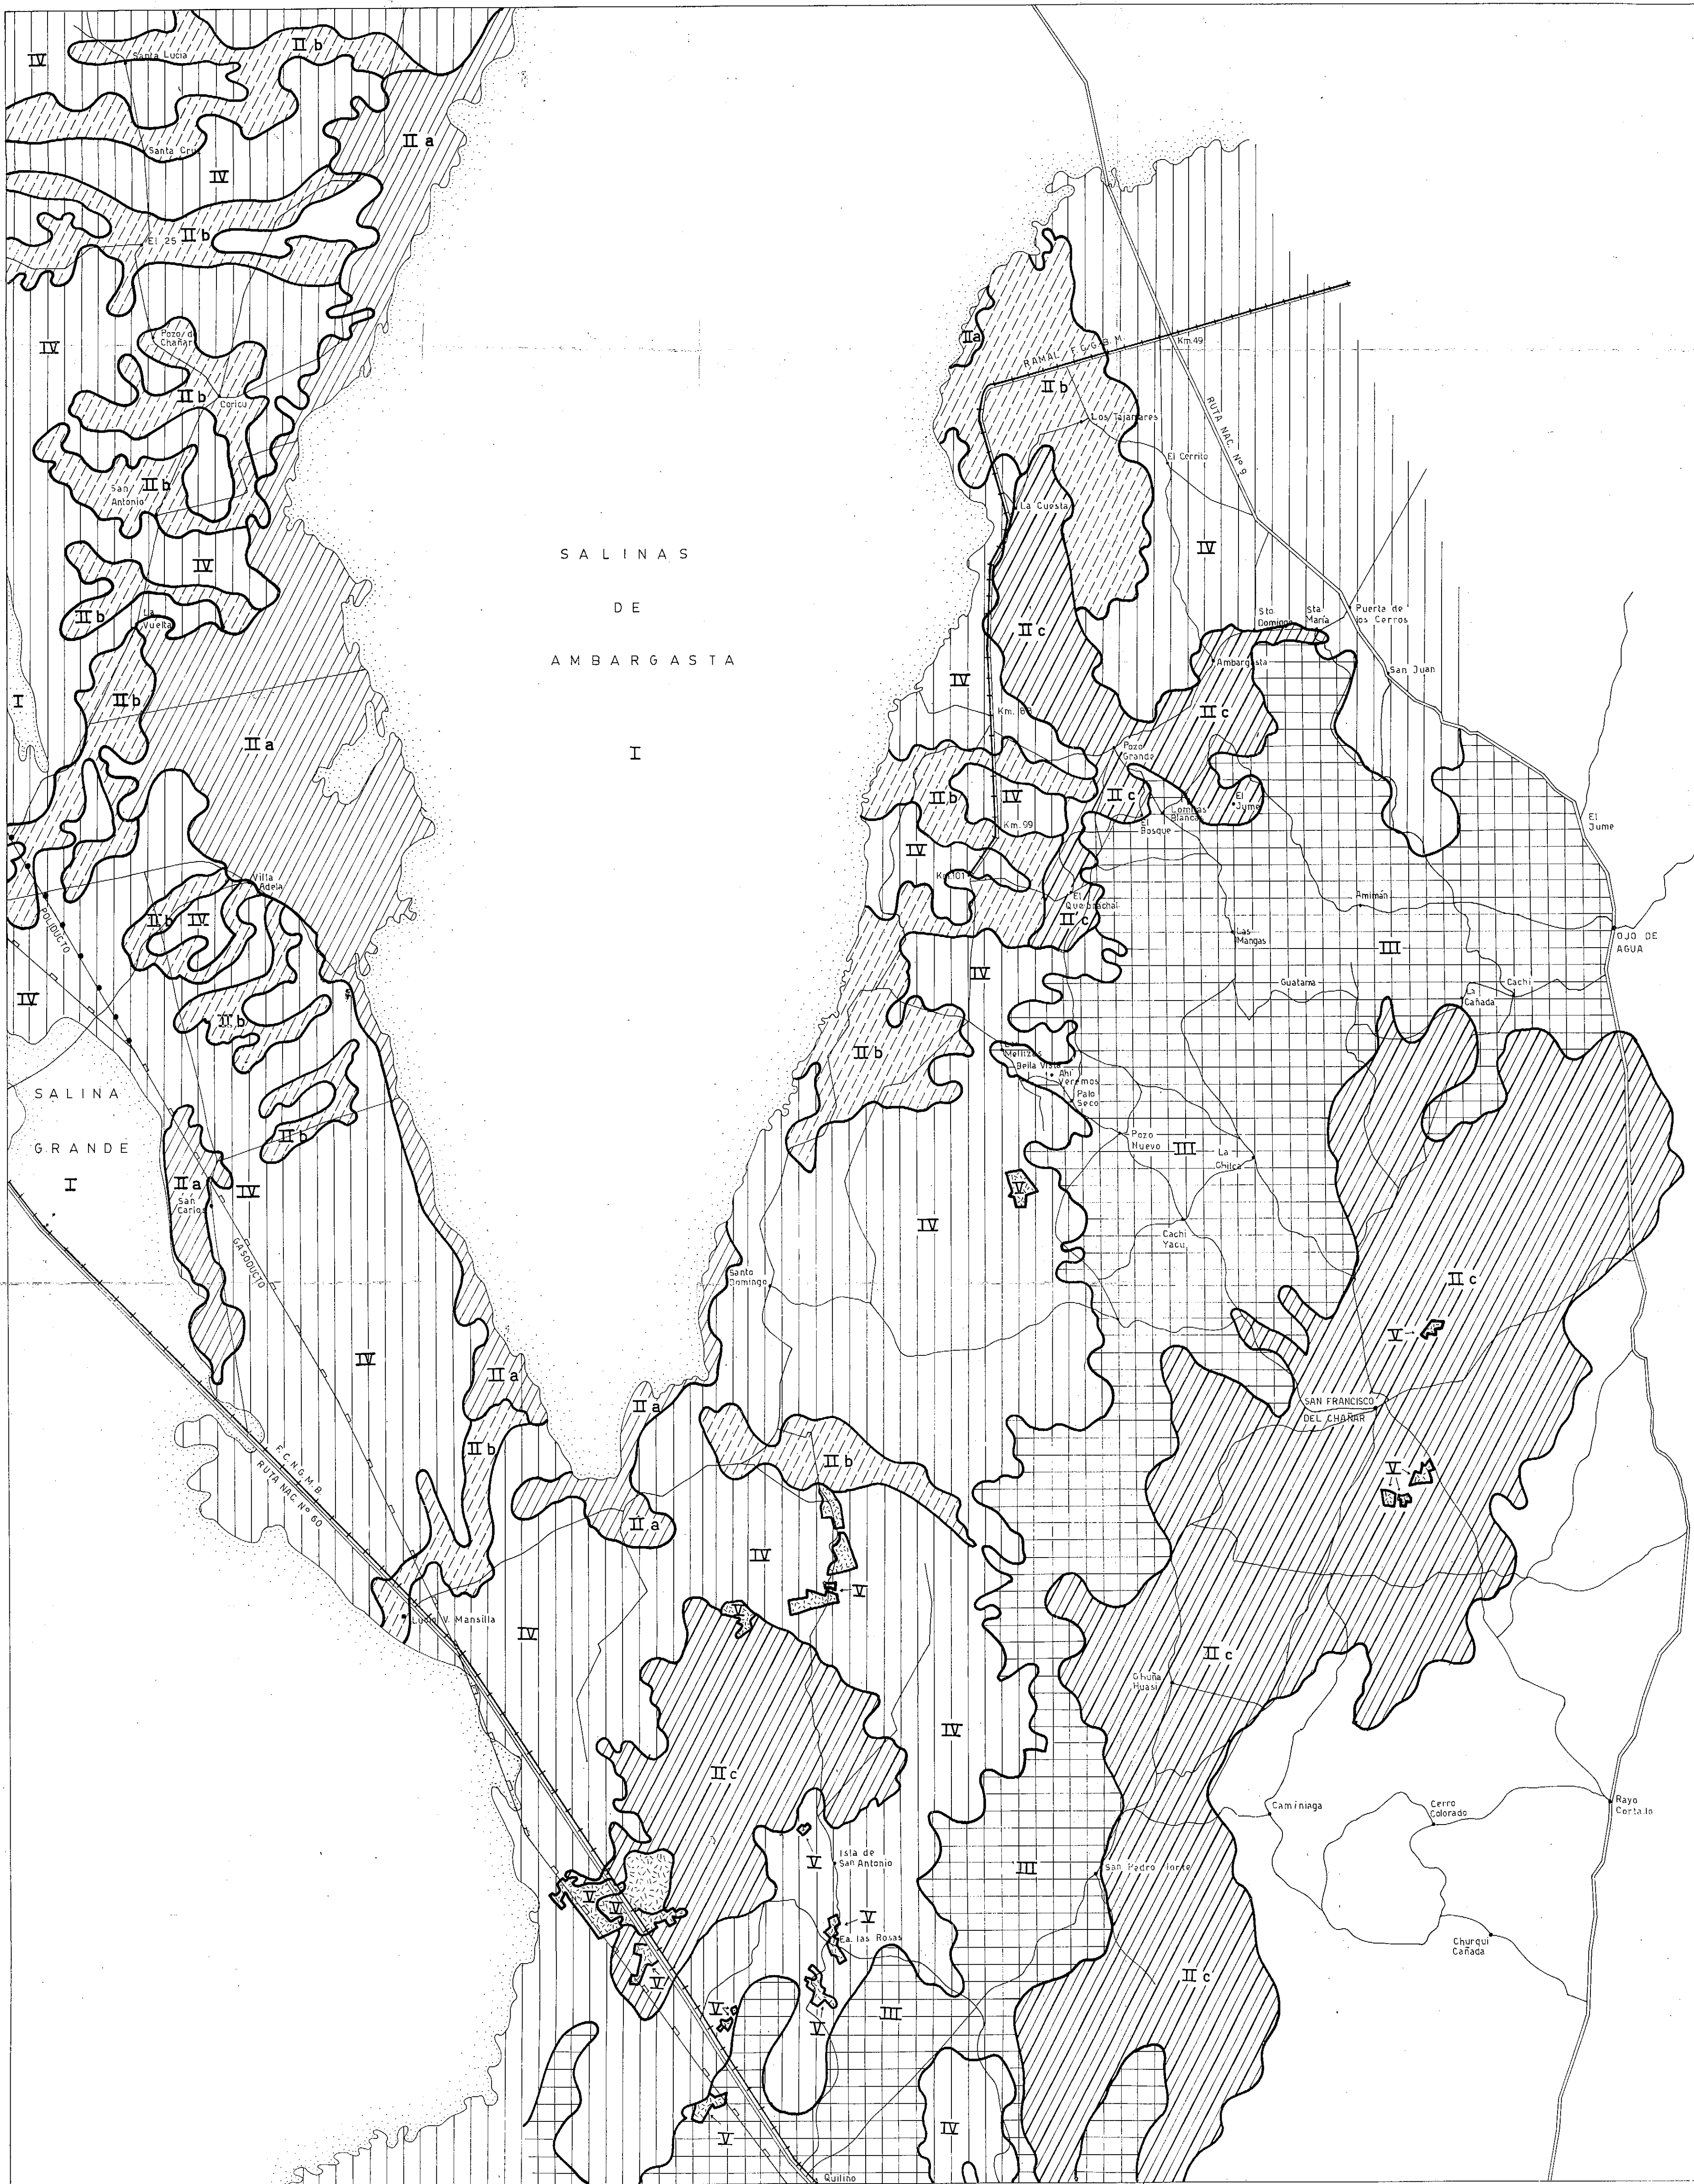 Santa Lucia
II b
IV
II a
Santa Cruz
IV
El 25
II b
IV
Pozo de
Chañar
II b
Coricu
San
Antonio
II b
IV
II b
La
Vuelta
I
II b
II a
SALINAS
DE
AMBARGASTA
I
Villa
Adela
II b
IV
POLIDUCTO
IV
II b
SALINA
GRANDE
I
II b
II a
San
Carlos
IV
GASODUCTO
IV
II a
II b
F.C.N.G.M.B.
RUTA NAC. Nº 60
Lucio V. Mansilla
IV
II a
II a
IIa
RAMAL F.C.G.B.M.
Km. 49
II b
Los Tajamares
RUTA NAC. Nº 9
El Cerrito
La Cuesta
IV
II c
Sto.
Domingo
Sta.
María
Puerta de
los Cerros
San Juan
Ambargasta
IV
Km. 88
II c
Pozo
Grande
II b
IV
II c
El
Jume
Lomitas
Blancas
El
Bosque
Km. 99
El
Jume
IV
Km. 101
El
Quebrachal
II c
Amimán
Las
Mangas
III
OJO DE
AGUA
IV
Guatama
La
Cañada
Cachi
II b
Los
Mellizos
Bella Vista
Ahí
Veremos
Palo
Seco
Pozo
Nuevo
III
La
Chilca
V
IV
Cachi
Yacu
Santo
Domingo
II c
V
SAN FRANCISCO
DEL CHAÑAR
II b
V
IV
V
V
II c
Chuña
Huasi
IV
II c
Caminiaga
Cerro
Colorado
Rayo
Cortado
Isla de
San Antonio
V
III
San Pedro Norte
V
V
V
Ea. las Rosas
Churqui
Cañada
V
II c
V
V
III
IV
V
Quilino